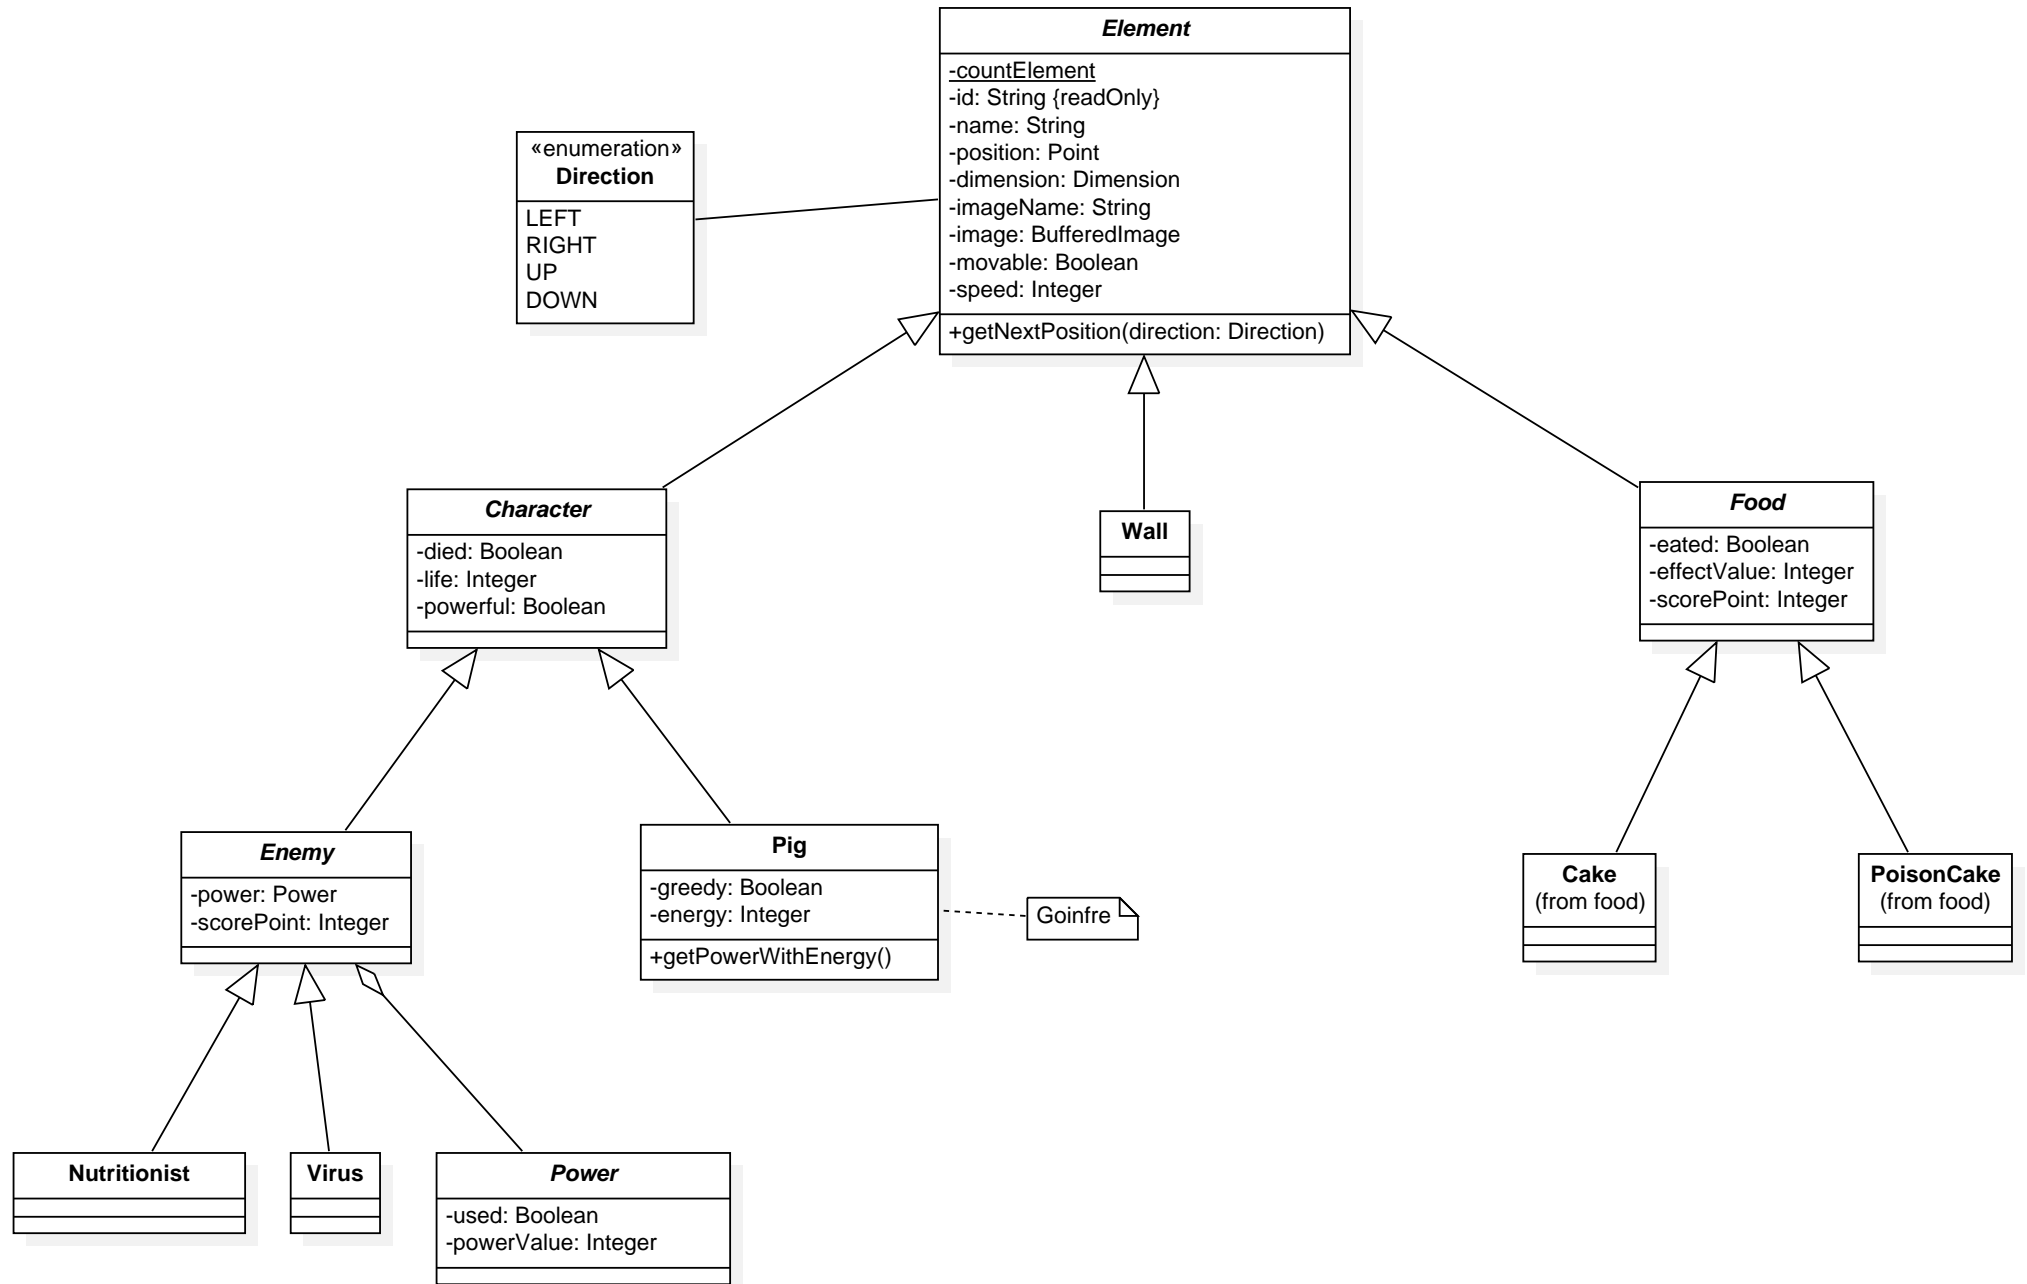 Element
-countElement
-id: String {readOnly}
-name: String
-position: Point
-dimension: Dimension
-imageName: String
-image: BufferedImage
-movable: Boolean
-speed: Integer
+getNextPosition(direction: Direction)
«enumeration»
Direction
LEFT
RIGHT
UP
DOWN
Character
-died: Boolean
-life: Integer
-powerful: Boolean
Wall
Food
-eated: Boolean
-effectValue: Integer
-scorePoint: Integer
Enemy
-power: Power
-scorePoint: Integer
Pig
-greedy: Boolean
-energy: Integer
+getPowerWithEnergy()
Goinfre
Cake
(from food)
PoisonCake
(from food)
Nutritionist
Virus
Power
-used: Boolean
-powerValue: Integer